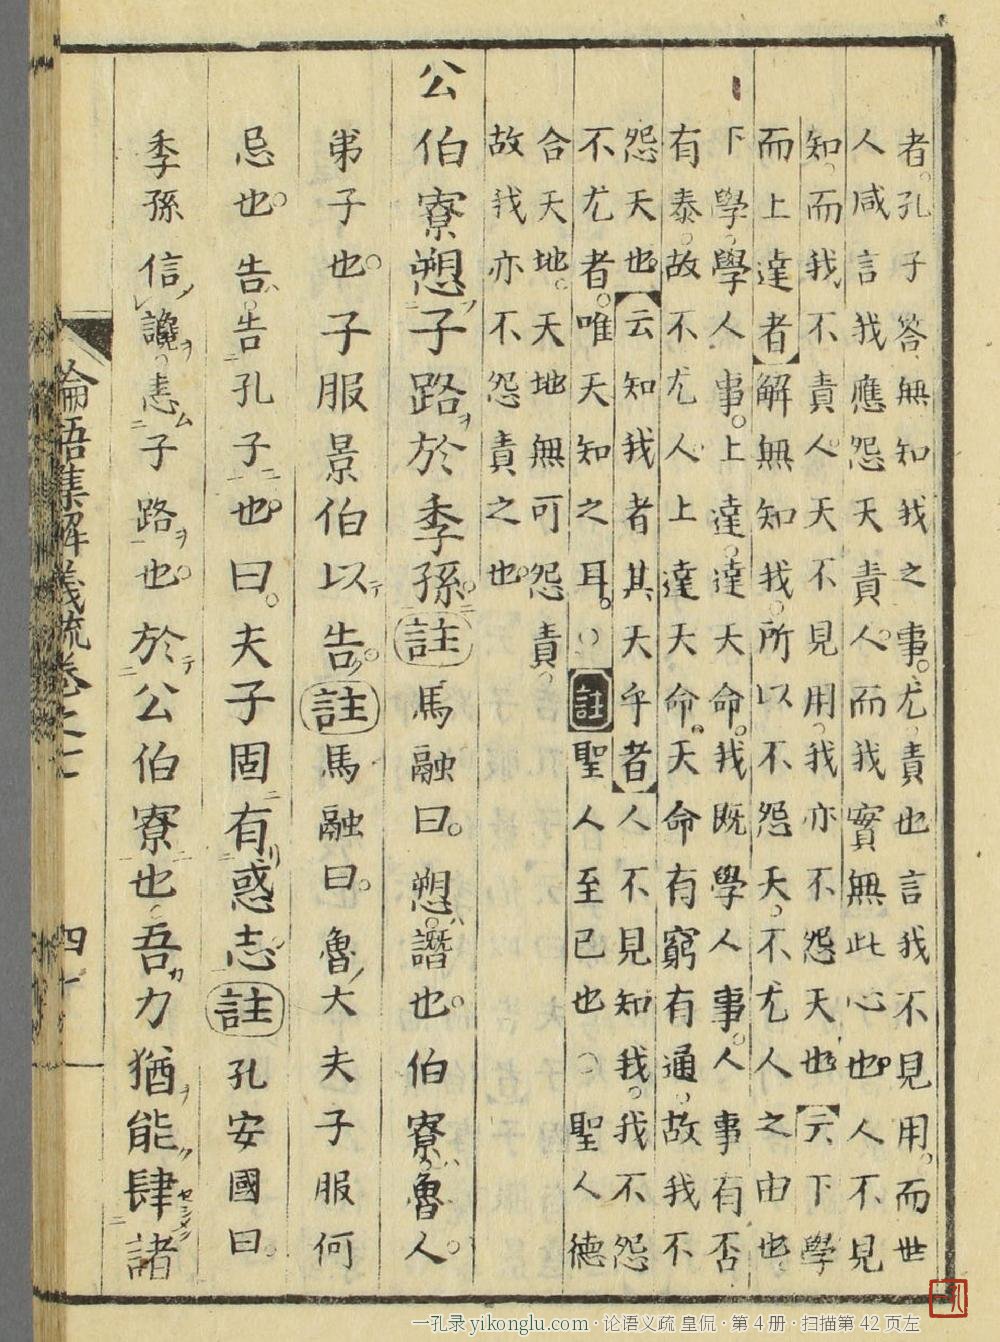 者孔子答無知我之事尤責也言我不見用而世
人咸言我應怨天責人而我實無此心也人不見
知而我不責人天不見用我亦不怨天也云下學
而上達者解無知我所以不怨天不尤人之由也
下學學人事上達達天命我既學人事人事有否
有泰故不尤人上達天命天命有窮有通故我不
怨天也云知我者其天乎者人不見知我我不怨
不尤者唯天知之耳註聖人至已也聖人德
合天地天地無可怨責
故我亦不怨責之也
公伯寮愬子路於季孫註馬融曰愬譖也伯寮魯人
弟子也子服景伯以告註馬融曰魯大夫子服何
忌也告告孔子也曰夫子固有惑志註孔安國曰
季孫信讒恚子路也於公伯寮也吾力猶能肆諸
論語集解義疏卷之七
四十
一孔录 yikonglu.com · 论语义疏 皇侃 · 第 4 册 · 扫描第 42 页左